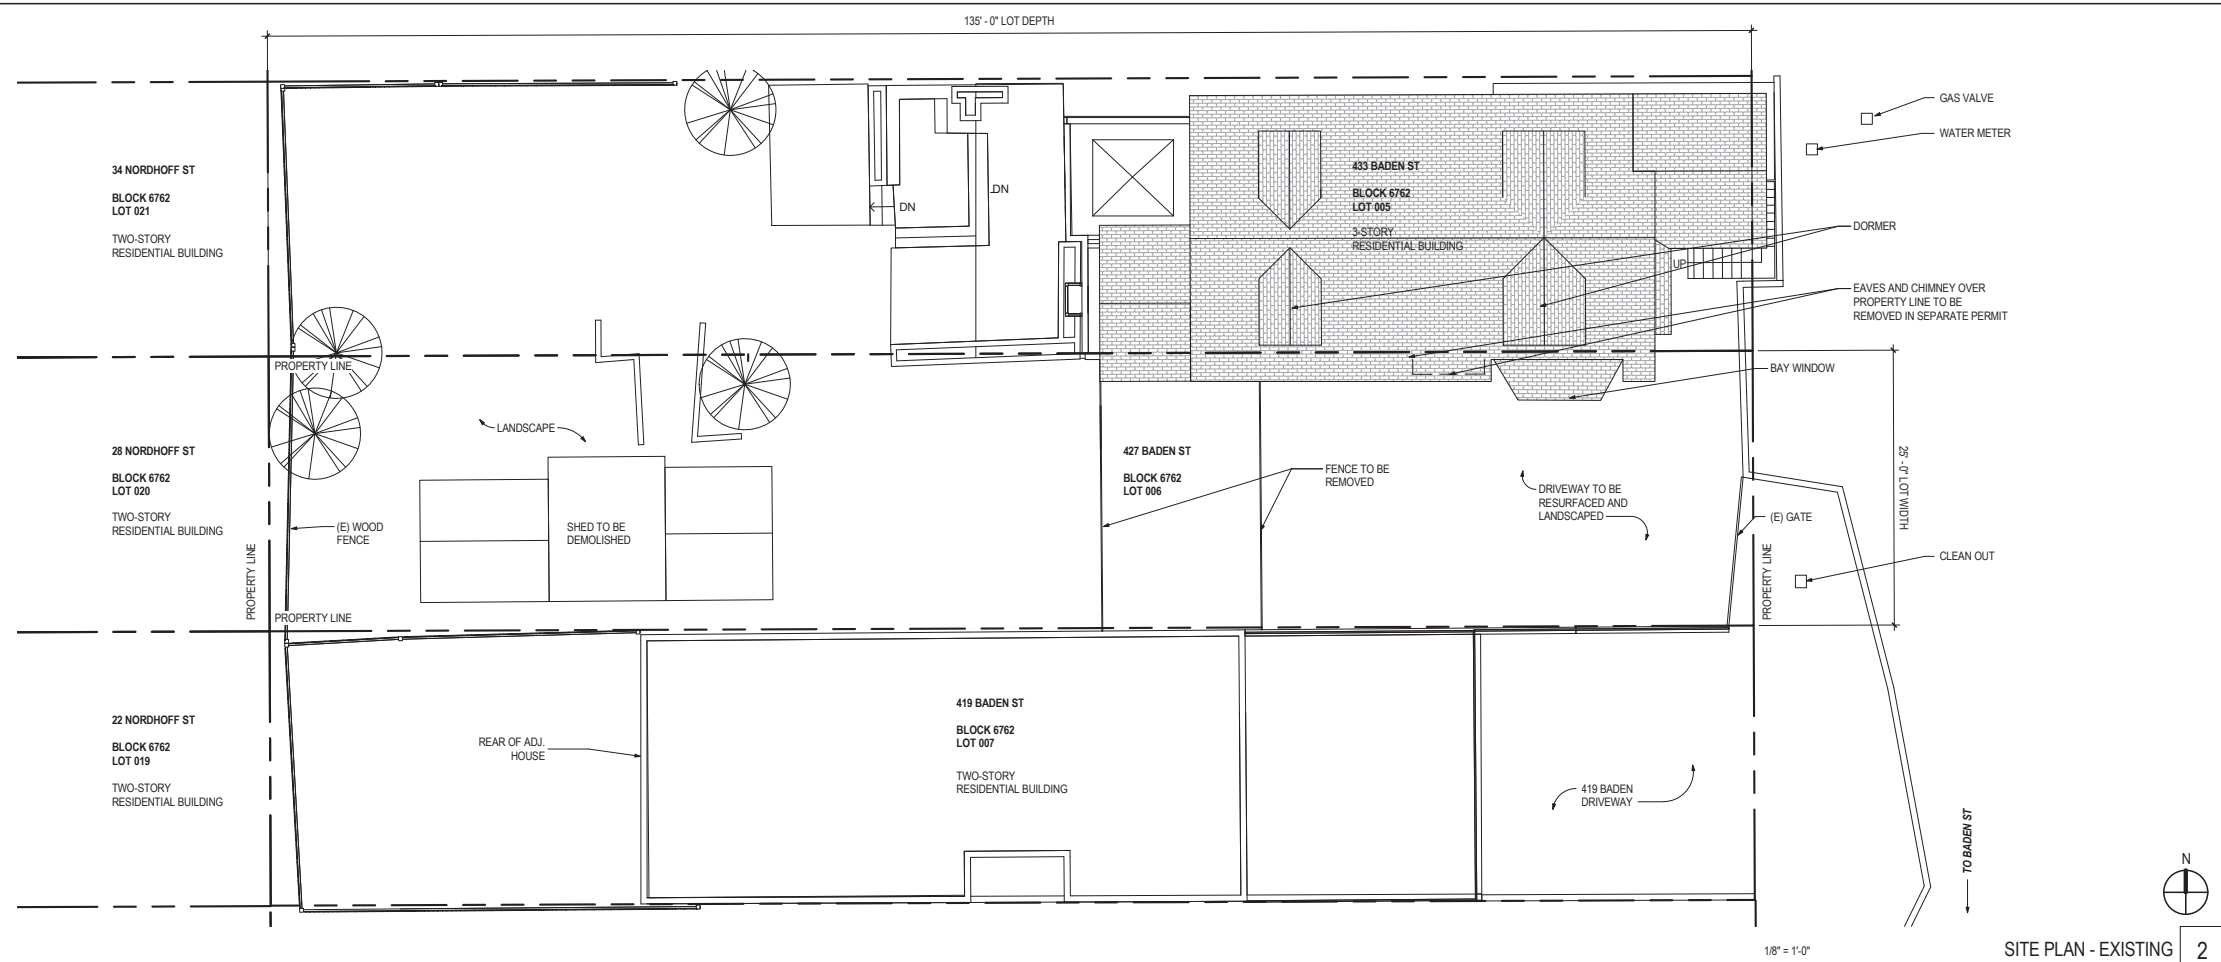 135' - 0" LOT DEPTH
GAS VALVE
WATER METER
34 NORDHOFF ST
BLOCK 6762
LOT 021
TWO-STORY
RESIDENTIAL BUILDING
DN
DN
433 BADEN ST
BLOCK 6762
LOT 005
3-STORY
RESIDENTIAL BUILDING
UP
DORMER
EAVES AND CHIMNEY OVER
PROPERTY LINE TO BE
REMOVED IN SEPARATE PERMIT
PROPERTY LINE
BAY WINDOW
LANDSCAPE
28 NORDHOFF ST
BLOCK 6762
LOT 020
TWO-STORY
RESIDENTIAL BUILDING
(E) WOOD
FENCE
SHED TO BE
DEMOLISHED
427 BADEN ST
BLOCK 6762
LOT 006
FENCE TO BE
REMOVED
DRIVEWAY TO BE
RESURFACED AND
LANDSCAPED
(E) GATE
25' - 0" LOT WIDTH
CLEAN OUT
PROPERTY LINE
PROPERTY LINE
PROPERTY LINE
22 NORDHOFF ST
BLOCK 6762
LOT 019
TWO-STORY
RESIDENTIAL BUILDING
REAR OF ADJ.
HOUSE
419 BADEN ST
BLOCK 6762
LOT 007
TWO-STORY
RESIDENTIAL BUILDING
419 BADEN
DRIVEWAY
TO BADEN ST
N
1/8" = 1'-0"
SITE PLAN - EXISTING 2